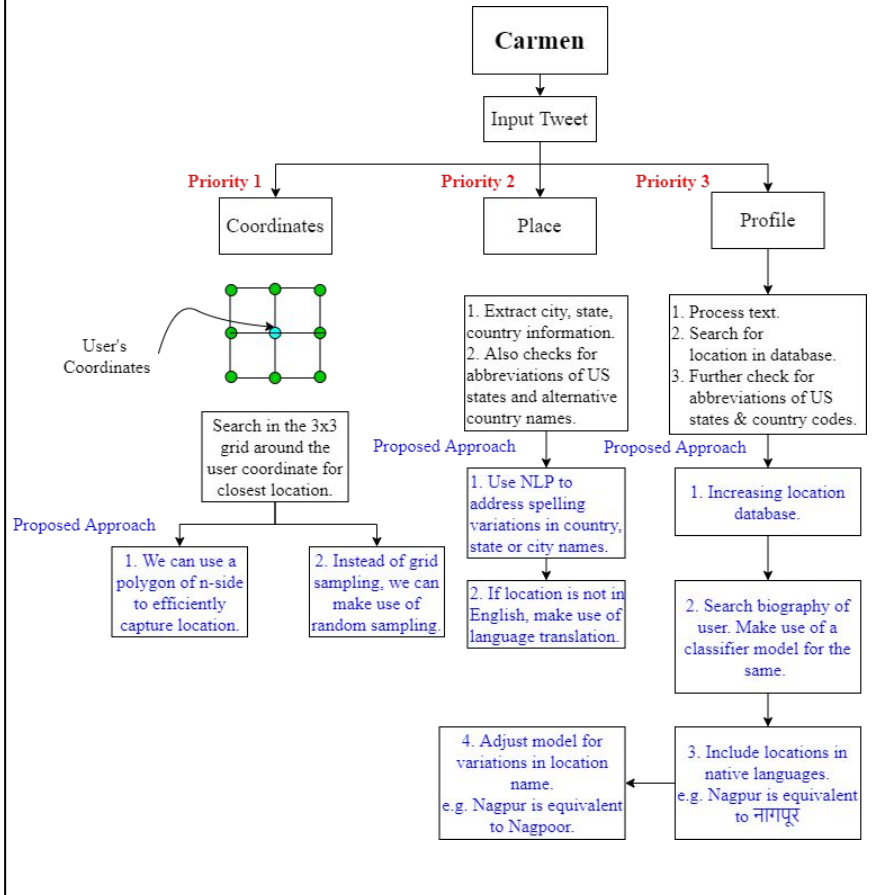 Carmen
Input Tweet
Priority 1
Priority 2
Priority 3
Coordinates
Place
Profile
User's
Coordinates
1. Extract city, state,
country information.
2. Also checks for
abbreviations of US
states and alternative
country names.
1. Process text.
2. Search for
location in database.
3. Further check for
abbreviations of US
states & country codes.
Search in the 3x3
grid around the
user coordinate for
closest location.
Proposed Approach
Proposed Approach
Proposed Approach
1. We can use a
polygon of n-side
to efficiently
capture location.
2. Instead of grid
sampling, we can
make use of
random sampling.
1. Use NLP to
address spelling
variations in country,
state or city names.
2. If location is not in
English, make use of
language translation.
1. Increasing location
database.
2. Search biography of
user. Make use of a
classifier model for the
same.
3. Include locations in
native languages.
e.g. Nagpur is equivalent
to नागपूर
4. Adjust model for
variations in location
name.
e.g. Nagpur is equivalent
to Nagpoor.